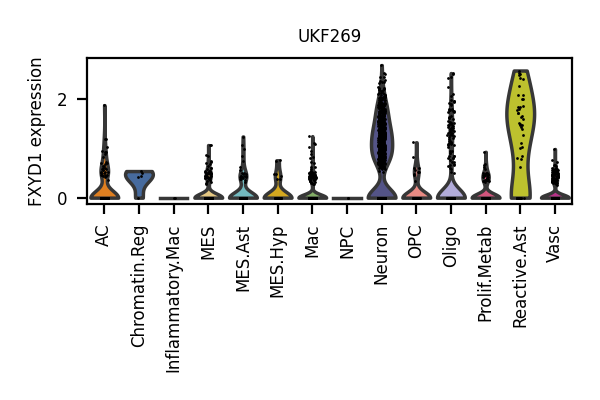 UKF269
FXYD1 expression
2
0
AC
Chromatin.Reg
Inflammatory.Mac
MES
MES.Ast
MES.Hyp
Mac
NPC
Neuron
OPC
Oligo
Prolif.Metab
Reactive.Ast
Vasc